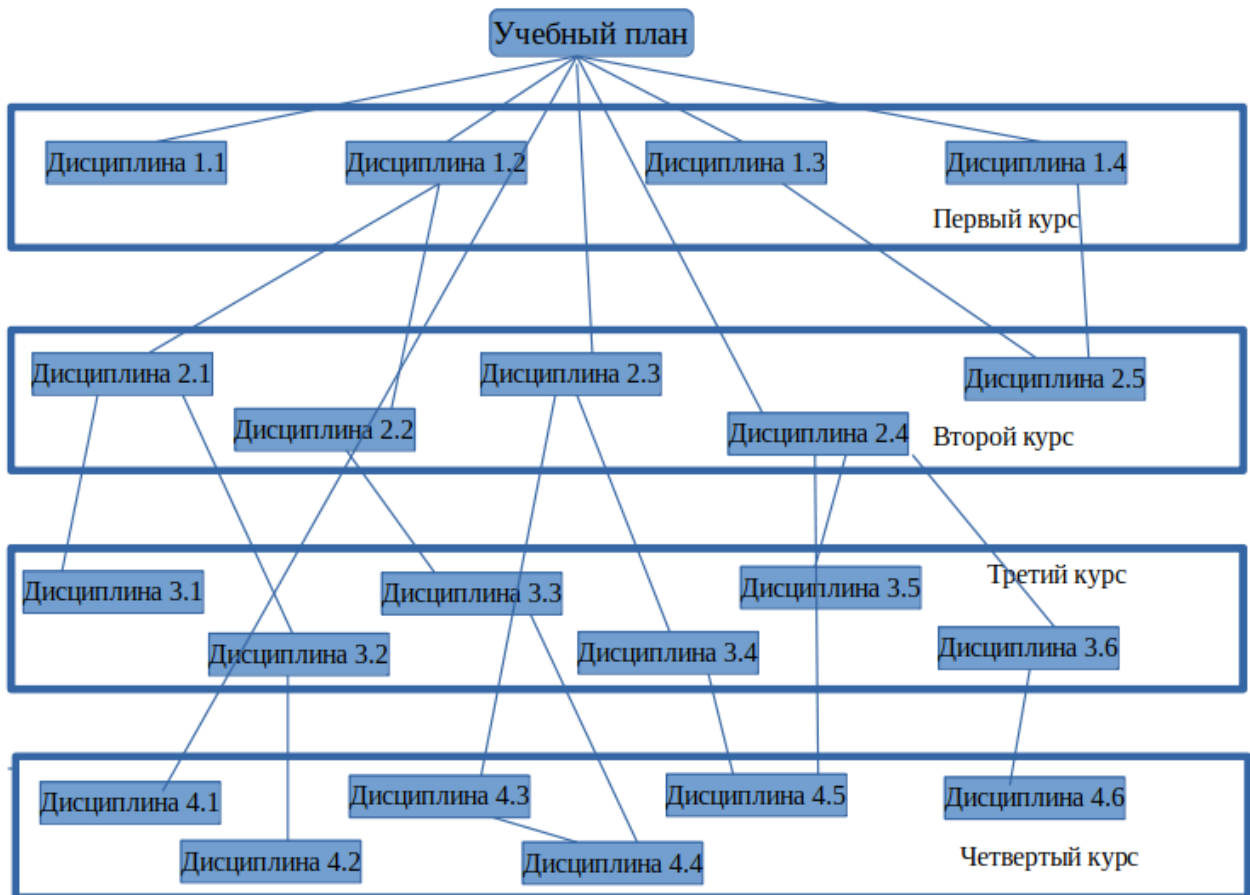 Учебный план
Дисциплина 1.1
Дисциплина 1.2
Дисциплина 1.3
Дисциплина 1.4
Первый курс
Дисциплина 2.1
Дисциплина 2.2
Дисциплина 2.3
Дисциплина 2.4
Дисциплина 2.5
Второй курс
Дисциплина 3.1
Дисциплина 3.2
Дисциплина 3.3
Дисциплина 3.4
Дисциплина 3.5
Дисциплина 3.6
Третий курс
Дисциплина 4.1
Дисциплина 4.2
Дисциплина 4.3
Дисциплина 4.4
Дисциплина 4.5
Дисциплина 4.6
Четвертый курс